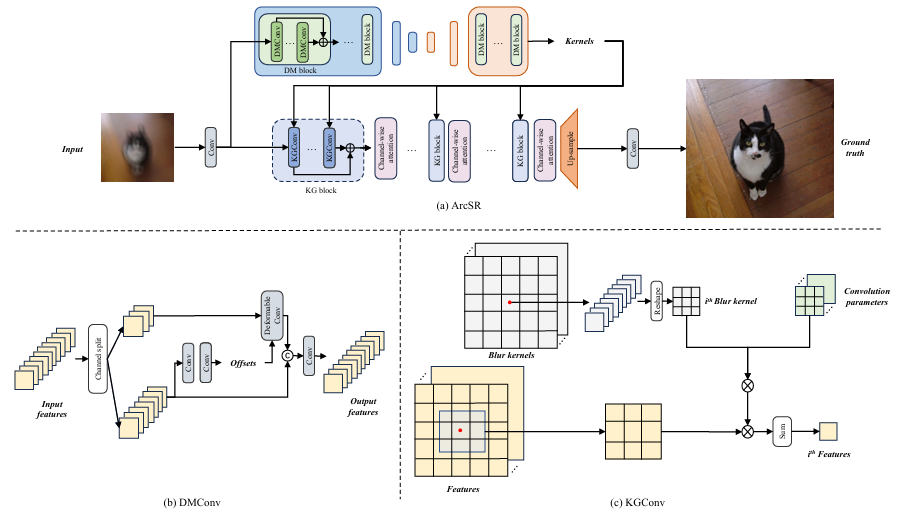 DMConv
...
DMConv
DM block
...
DM block
...
DM block
...
DM block
Kernels
Input
Conv
KGConv
...
KGConv
KG block
Channel-wise
attention
...
KG block
Channel-wise
attention
...
KG block
Channel-wise
attention
Up-sample
Conv
Ground
truth
(a) ArcSR
Input
features
Channel split
Conv
Conv
Offsets
Deformable
Conv
C
Conv
Output
features
(b) DMConv
Blur kernels
Reshape
ith Blur kernel
Convolution
parameters
Features
Sum
ith Features
(c) KGConv